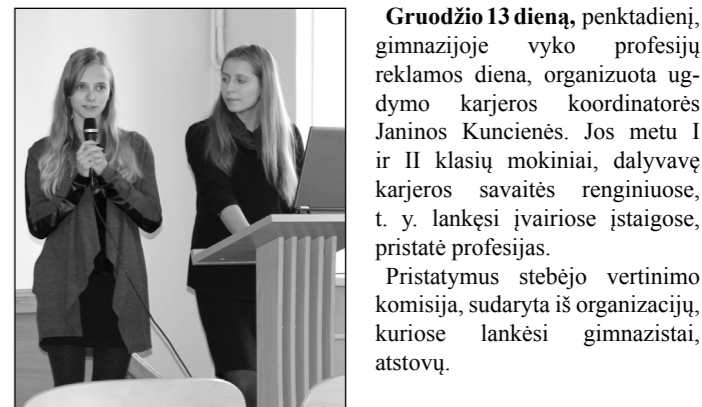 Gruodžio 13 dieną, penktadienį,
gimnazijoje vyko profesijų
reklamos diena, organizuota ug-
dymo karjeros koordinatorės
Janinos Kuncienės. Jos metu I
ir II klasių mokiniai, dalyvavę
karjeros savaitės renginiuose,
t. y. lankęsi įvairiose įstaigose,
pristatė profesijas.
Pristatymus stebėjo vertinimo
komisija, sudaryta iš organizacijų,
kuriose lankėsi gimnazistai,
atstovų.